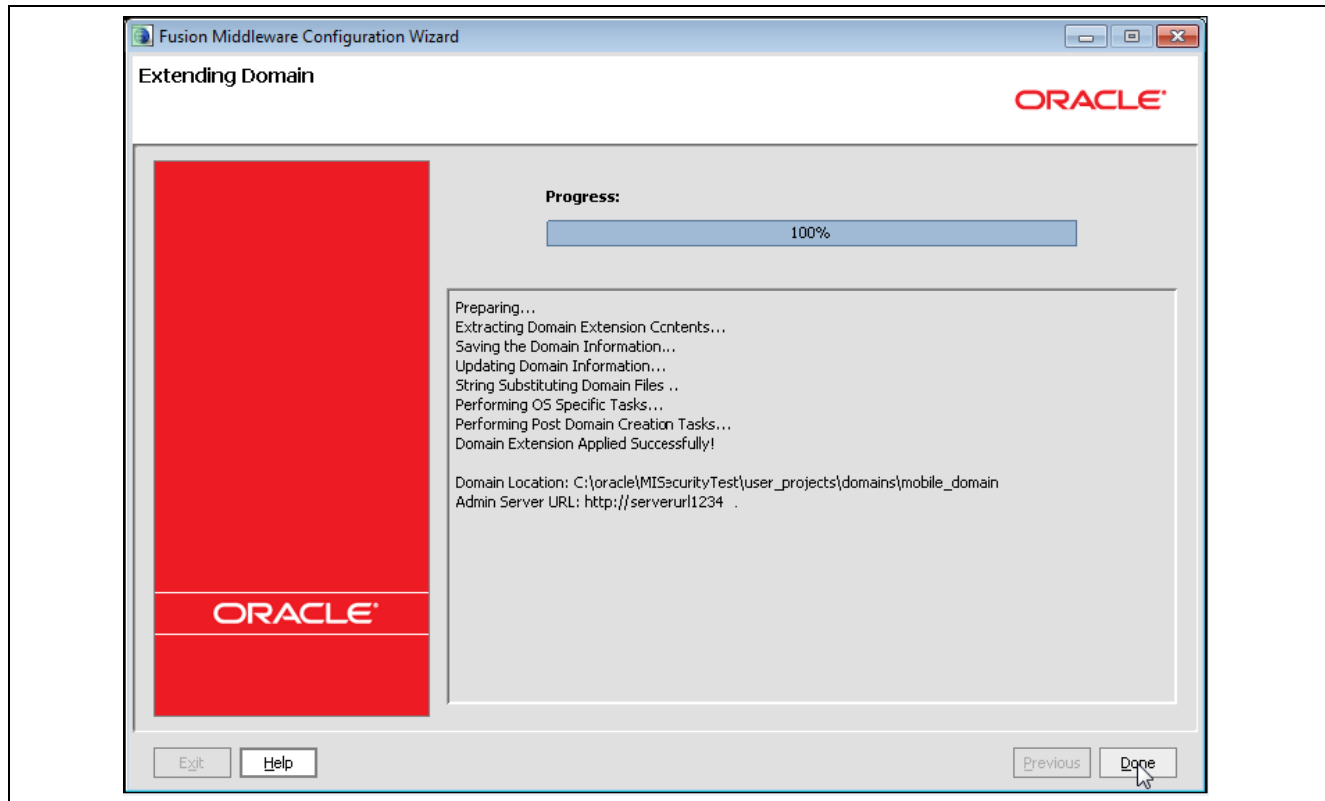 Fusion Middleware Configuration Wizard
Extending Domain
ORACLE
Progress:
100%
Preparing...
Extracting Domain Extension Contents...
Saving the Domain Information...
Updating Domain Information...
String Substituting Domain Files ..
Performing OS Specific Tasks...
Performing Post Domain Creation Tasks...
Domain Extension Applied Successfully!
Domain Location: C:\oracle\MISecurityTest\user_projects\domains\mobile_domain
Admin Server URL: http://serverurl1234 .
ORACLE
Exit
Help
Previous
Done